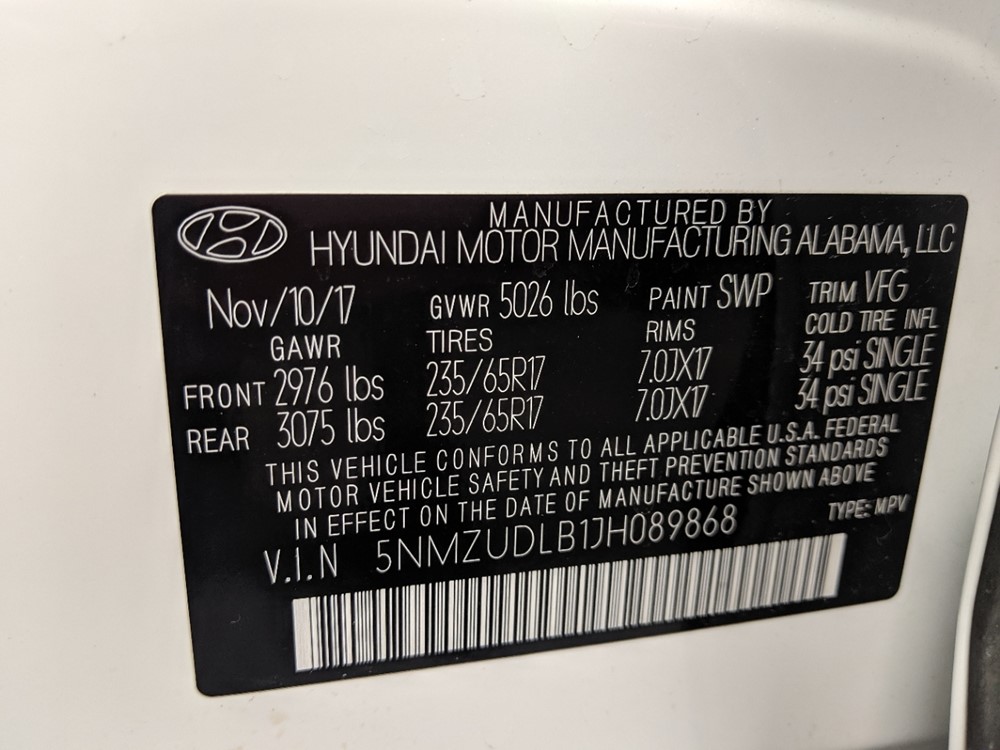 MANUFACTURED BY
HYUNDAI MOTOR MANUFACTURING ALABAMA, LLC
Nov/10/17 GVWR 5026 lbs PAINT SWP TRIM VFG
GAWR TIRES RIMS COLD TIRE INFL
FRONT 2976 lbs 235/65R17 7.0JX17 34 psi SINGLE
REAR 3075 lbs 235/65R17 7.0JX17 34 psi SINGLE
THIS VEHICLE CONFORMS TO ALL APPLICABLE U.S.A. FEDERAL
MOTOR VEHICLE SAFETY AND THEFT PREVENTION STANDARDS
IN EFFECT ON THE DATE OF MANUFACTURE SHOWN ABOVE
V.I.N 5NMZUDLB1JH089868 TYPE: MPV